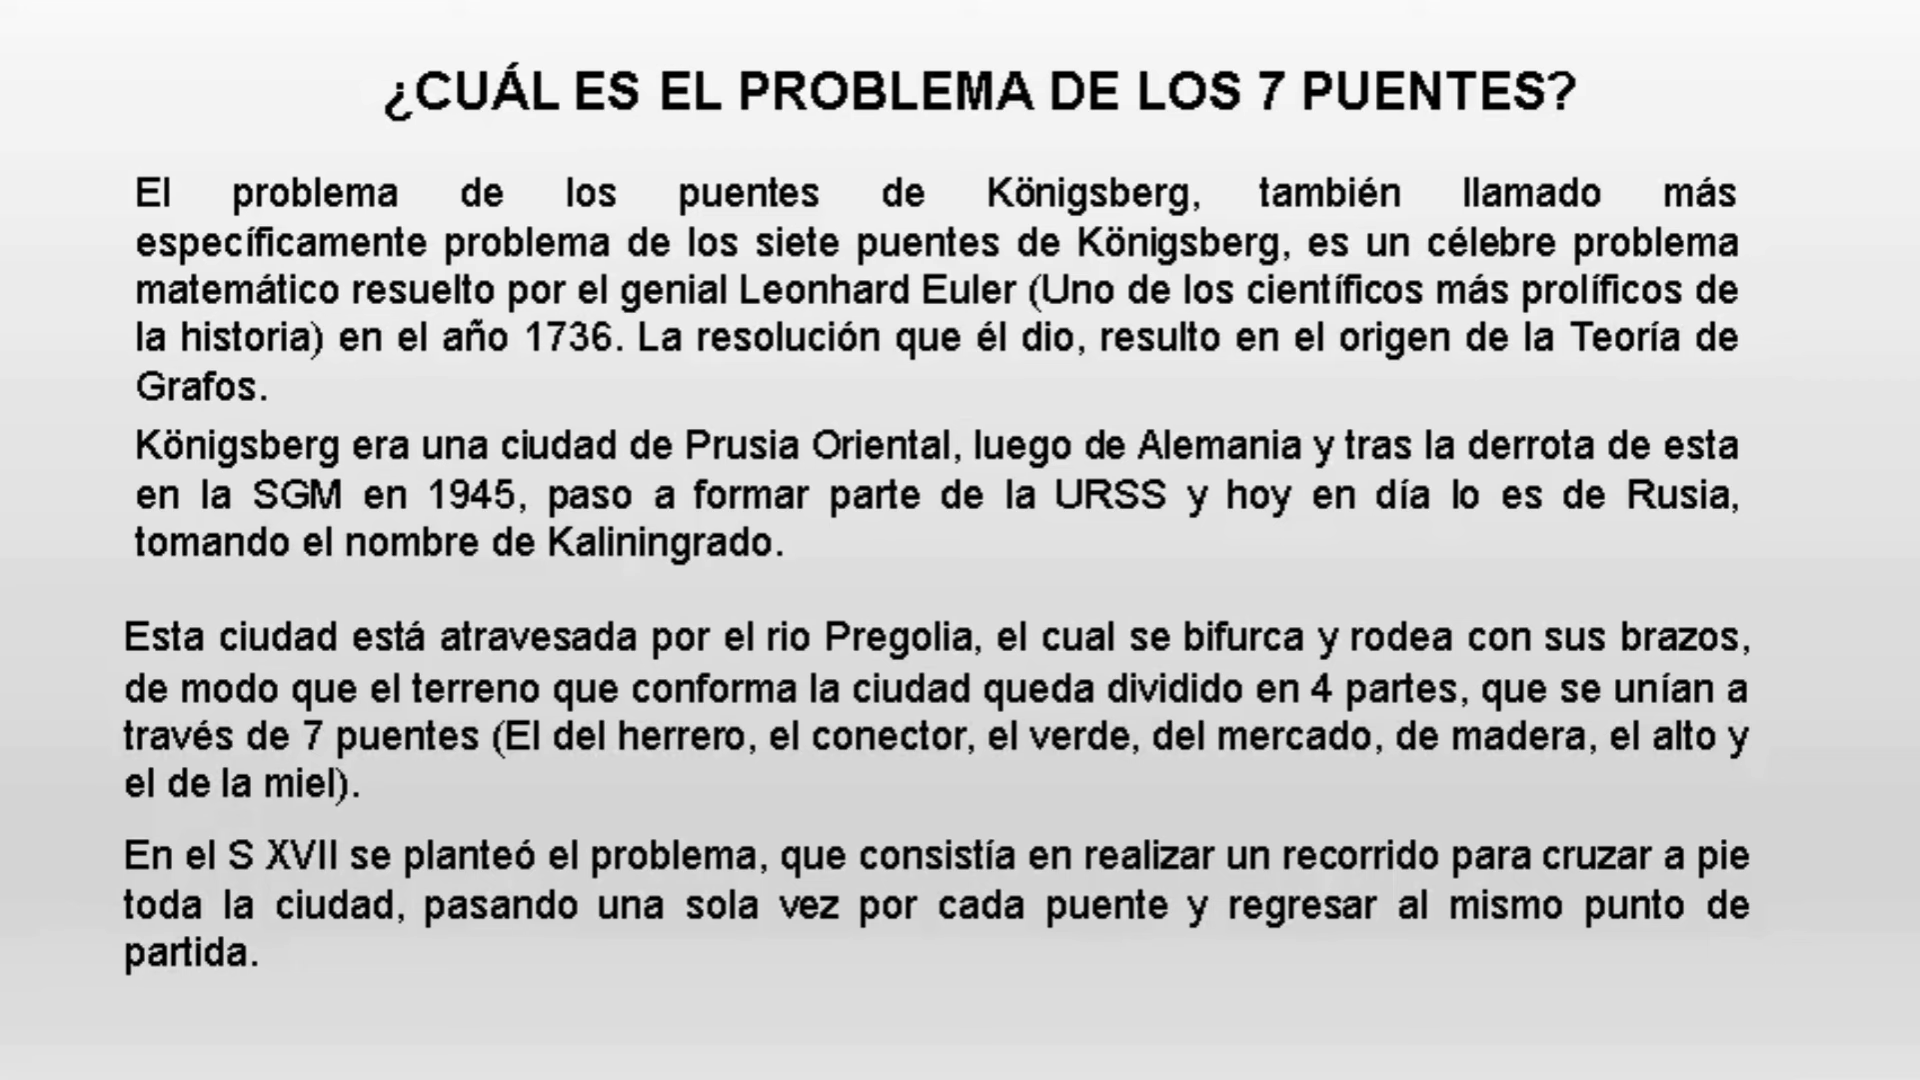 ¿CUÁL ES EL PROBLEMA DE LOS 7 PUENTES?
El problema de los puentes de Königsberg, también llamado más
específicamente problema de los siete puentes de Königsberg, es un célebre problema
matemático resuelto por el genial Leonhard Euler (Uno de los científicos más prolíficos de
la historia) en el año 1736. La resolución que él dio, resulto en el origen de la Teoría de
Grafos.
Königsberg era una ciudad de Prusia Oriental, luego de Alemania y tras la derrota de esta
en la SGM en 1945, paso a formar parte de la URSS y hoy en día lo es de Rusia,
tomando el nombre de Kaliningrado.
Esta ciudad está atravesada por el rio Pregolia, el cual se bifurca y rodea con sus brazos,
de modo que el terreno que conforma la ciudad queda dividido en 4 partes, que se unían a
través de 7 puentes (El del herrero, el conector, el verde, del mercado, de madera, el alto y
el de la miel).
En el S XVII se planteó el problema, que consistía en realizar un recorrido para cruzar a pie
toda la ciudad, pasando una sola vez por cada puente y regresar al mismo punto de
partida.